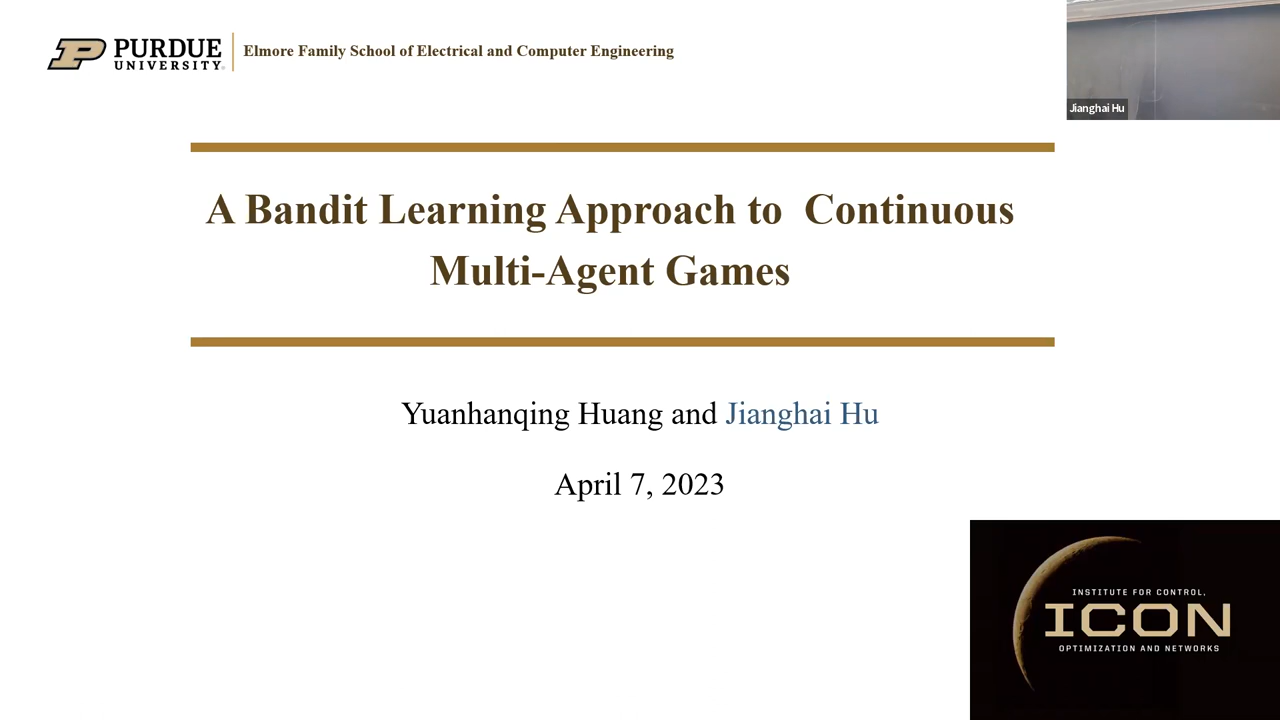 PURDUE
UNIVERSITY®
Elmore Family School of Electrical and Computer Engineering
Jianghai Hu
A Bandit Learning Approach to Continuous
Multi-Agent Games
Yuanhanqing Huang and Jianghai Hu
April 7, 2023
INSTITUTE FOR CONTROL,
ICON
OPTIMIZATION AND NETWORKS